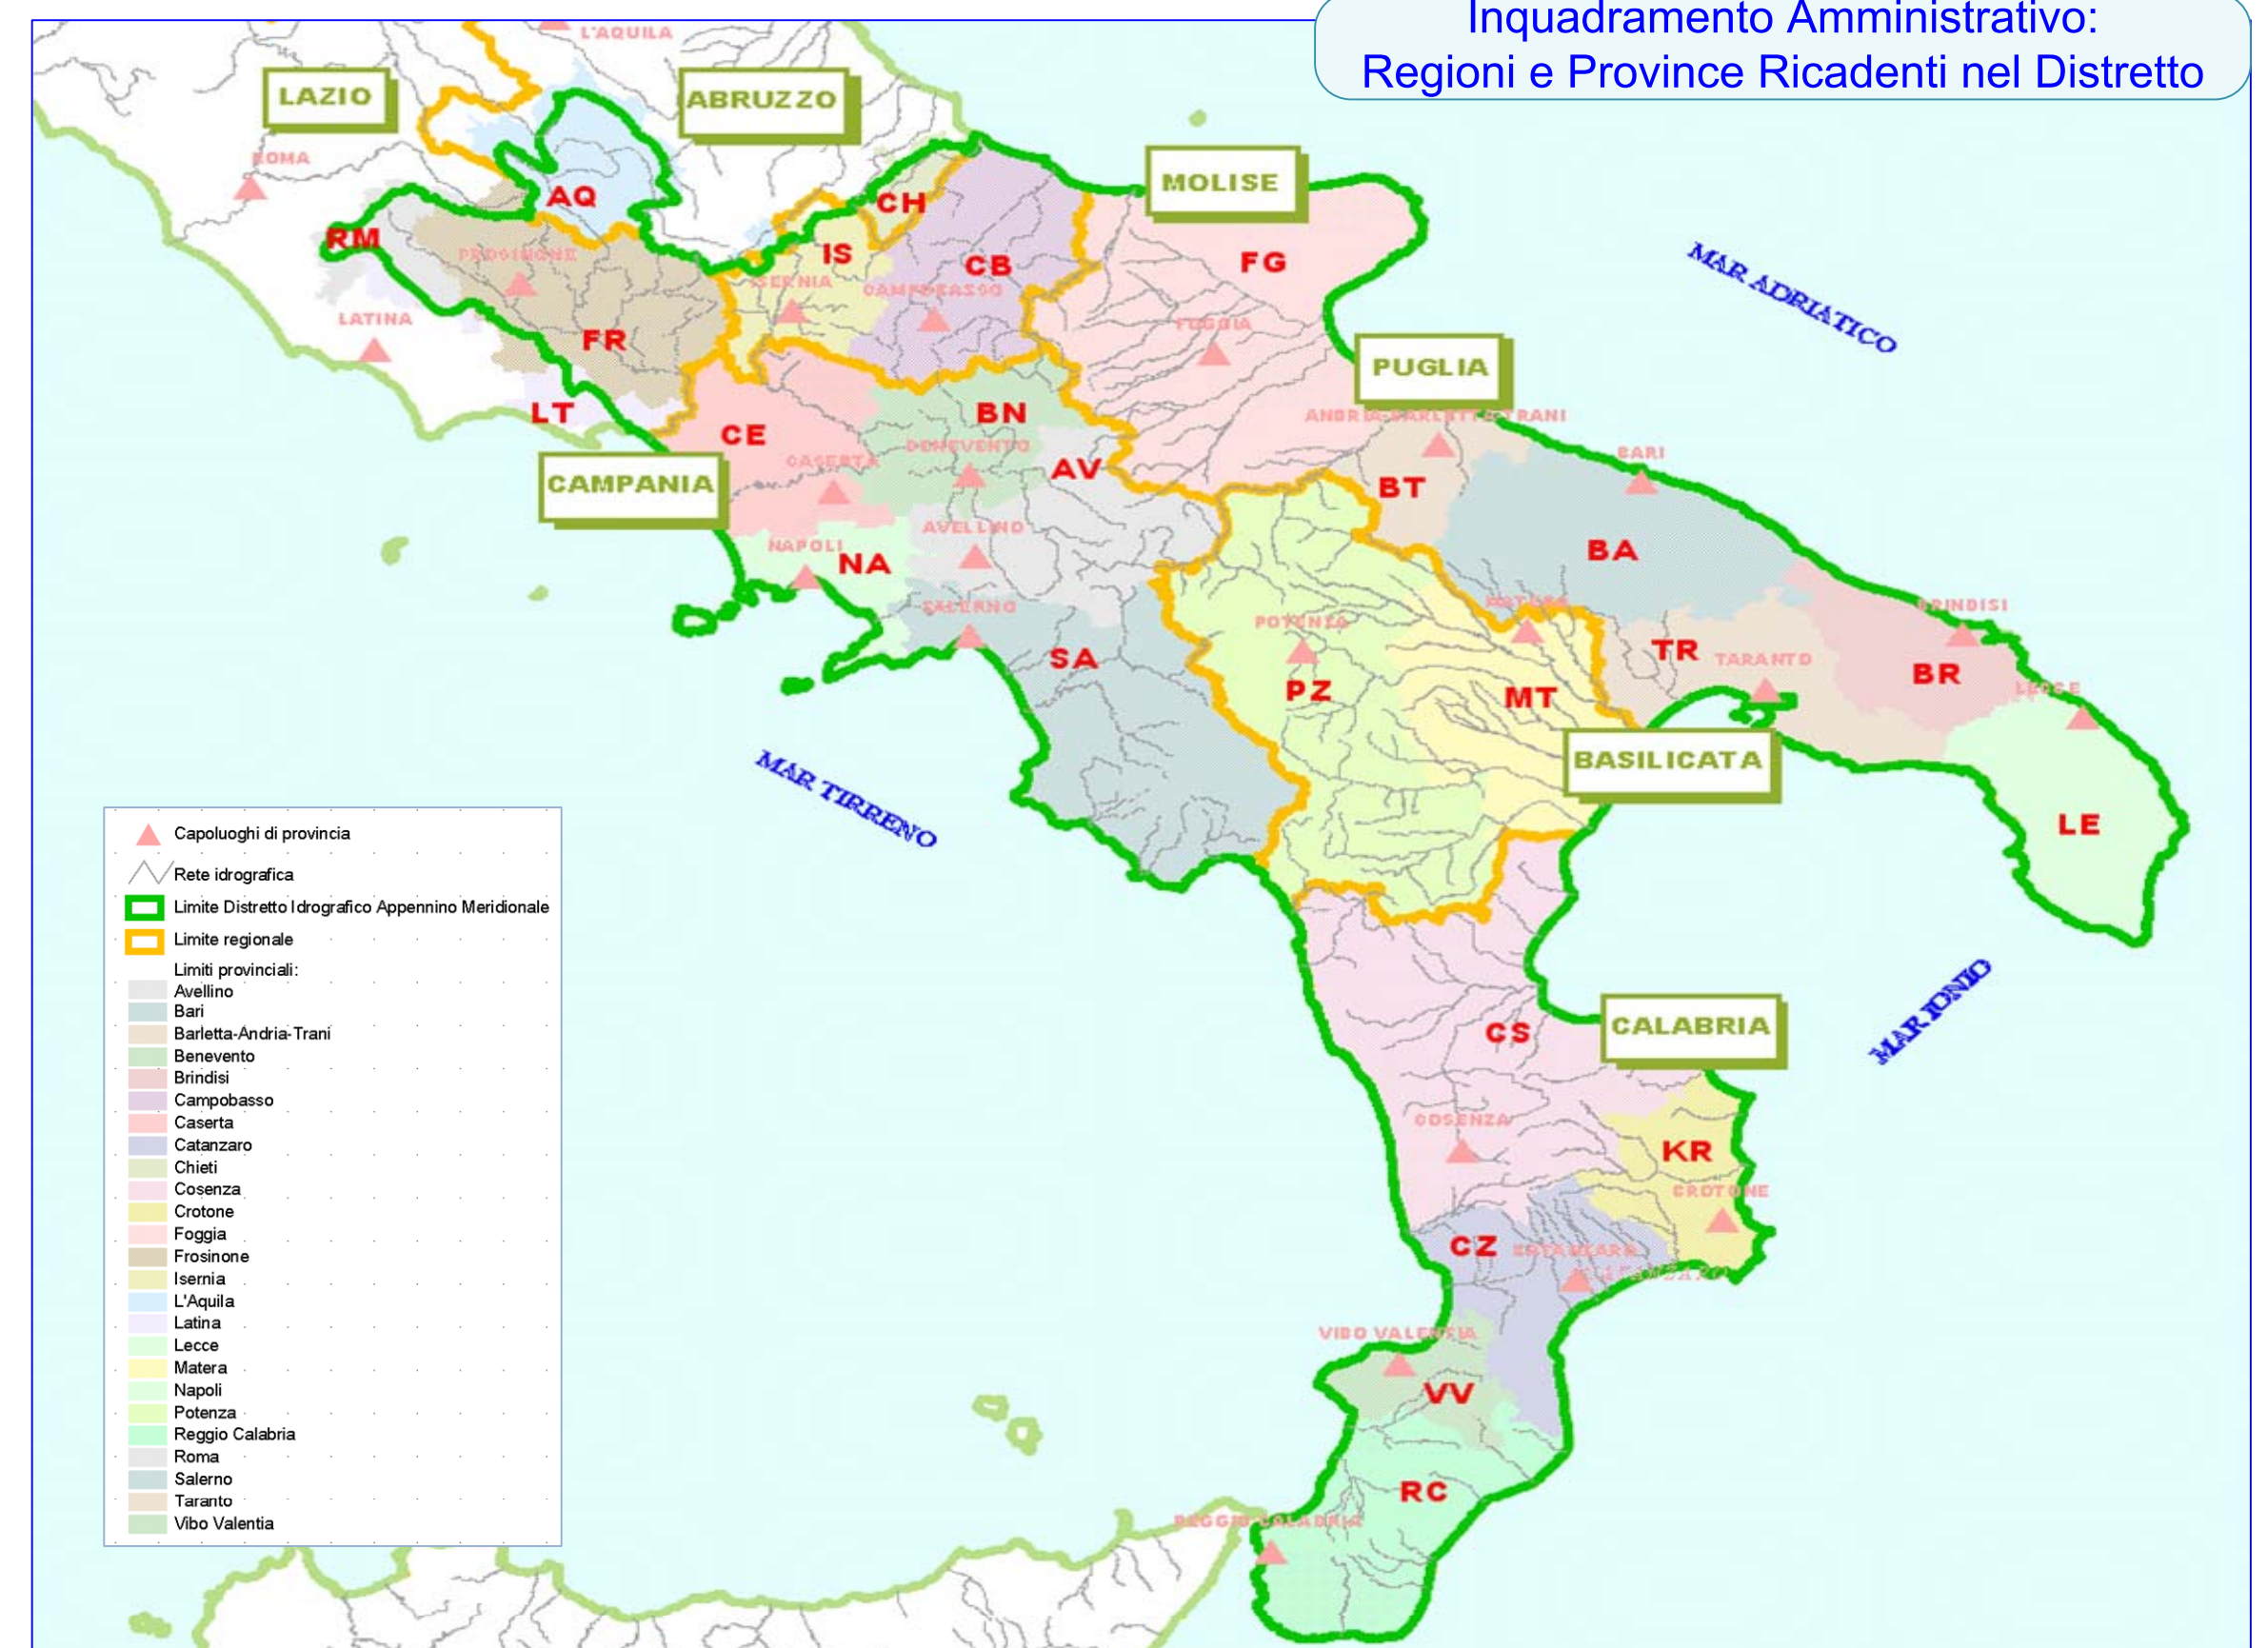 Inquadramento Amministrativo:
Regioni e Province Ricadenti nel Distretto
L'AQUILA
LAZIO
ABRUZZO
ROMA
MOLISE
AQ
CH
RM
IS
CB
FG
FROSINONE
ISERNIA
CAMPOBASSO
MAR ADRIATICO
LATINA
FOGGIA
FR
PUGLIA
LT
CE
BN
ANDRIA-BARLETTA-TRANI
BENEVENTO
BARI
CASERTA
AV
CAMPANIA
BT
AVELLINO
NAPOLI
NA
BA
SALERNO
MATERA
BRINDISI
POTENZA
SA
TR
TARANTO
PZ
MT
BR
LECCE
BASILICATA
MAR TIRRENO
LE
MAR IONIO
CALABRIA
CS
COSENZA
KR
CROTONE
CZ
CATANZARO
CATANZARO
VIBO VALENTIA
VV
RC
REGGIO CALABRIA
Capoluoghi di provincia
Rete idrografica
Limite Distretto Idrografico Appennino Meridionale
Limite regionale
Limiti provinciali:
Avellino
Bari
Barletta-Andria-Trani
Benevento
Brindisi
Campobasso
Caserta
Catanzaro
Chieti
Cosenza
Crotone
Foggia
Frosinone
Isernia
L'Aquila
Latina
Lecce
Matera
Napoli
Potenza
Reggio Calabria
Roma
Salerno
Taranto
Vibo Valentia